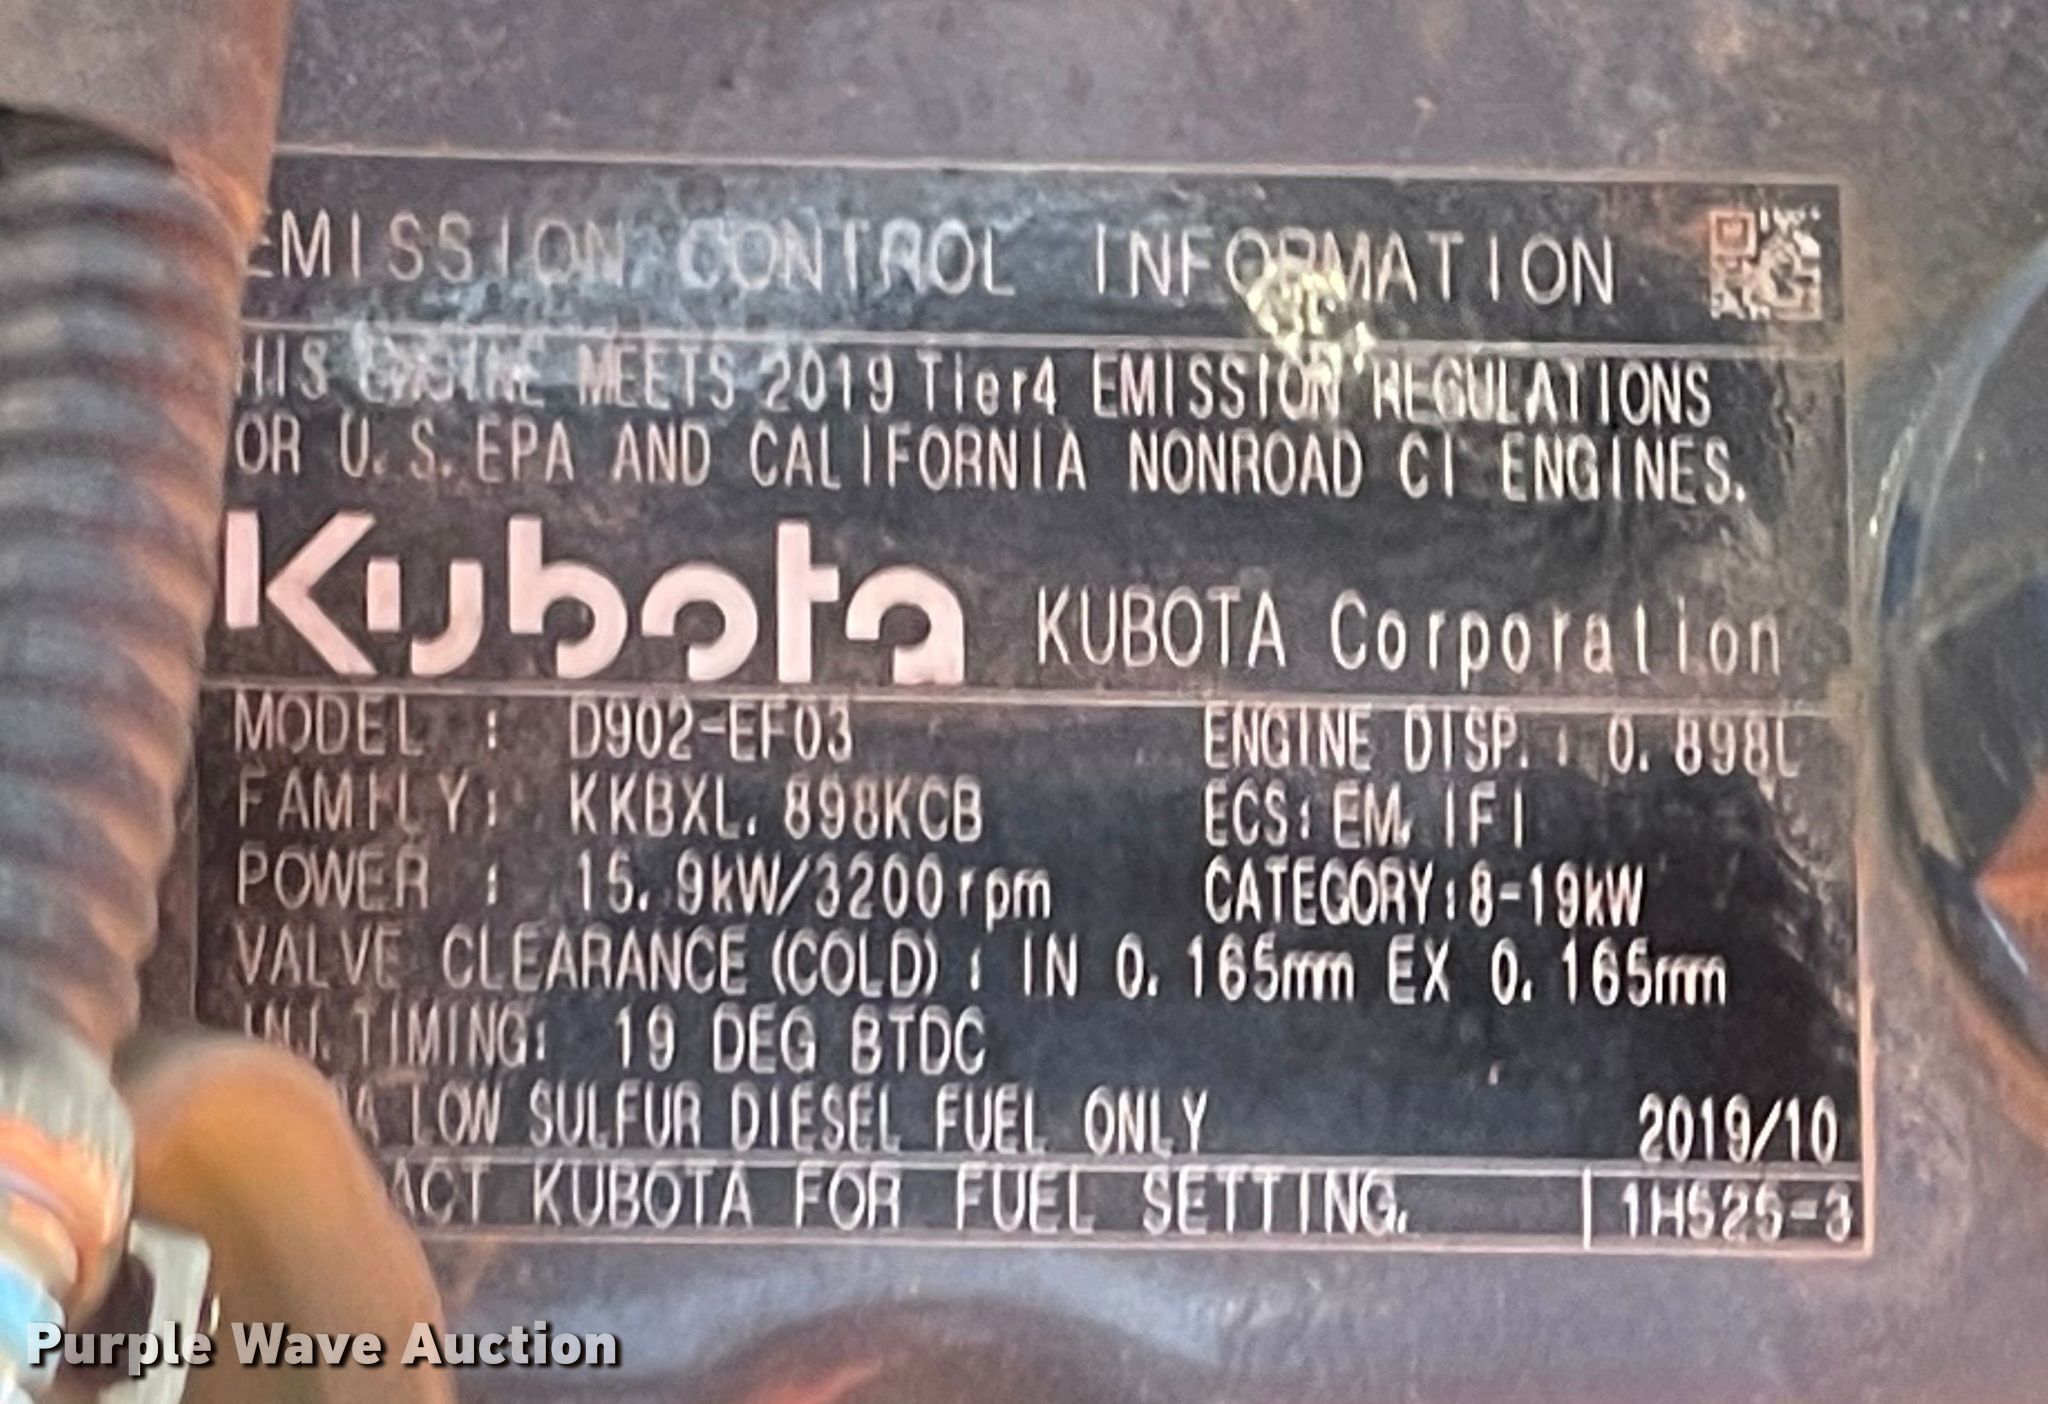 EMISSION CONTROL INFORMATION
HIS ENGINE MEETS 2019 Tier4 EMISSION REGULATIONS
OR U.S.EPA AND CALIFORNIA NONROAD CI ENGINES.
Kubota KUBOTA Corporation
MODEL : D902-EF03 ENGINE DISP. : 0.898L
FAMILY: KKBXL.898KCB ECS: EM, IFI
POWER : 15.9kW/3200rpm CATEGORY:8-19kW
VALVE CLEARANCE(COLD) : IN 0.165mm EX 0.165mm
INJ.TIMING: 19 DEG BTDC
A LOW SULFUR DIESEL FUEL ONLY 2019/10
ACT KUBOTA FOR FUEL SETTING. 1H525-3
Purple Wave Auction